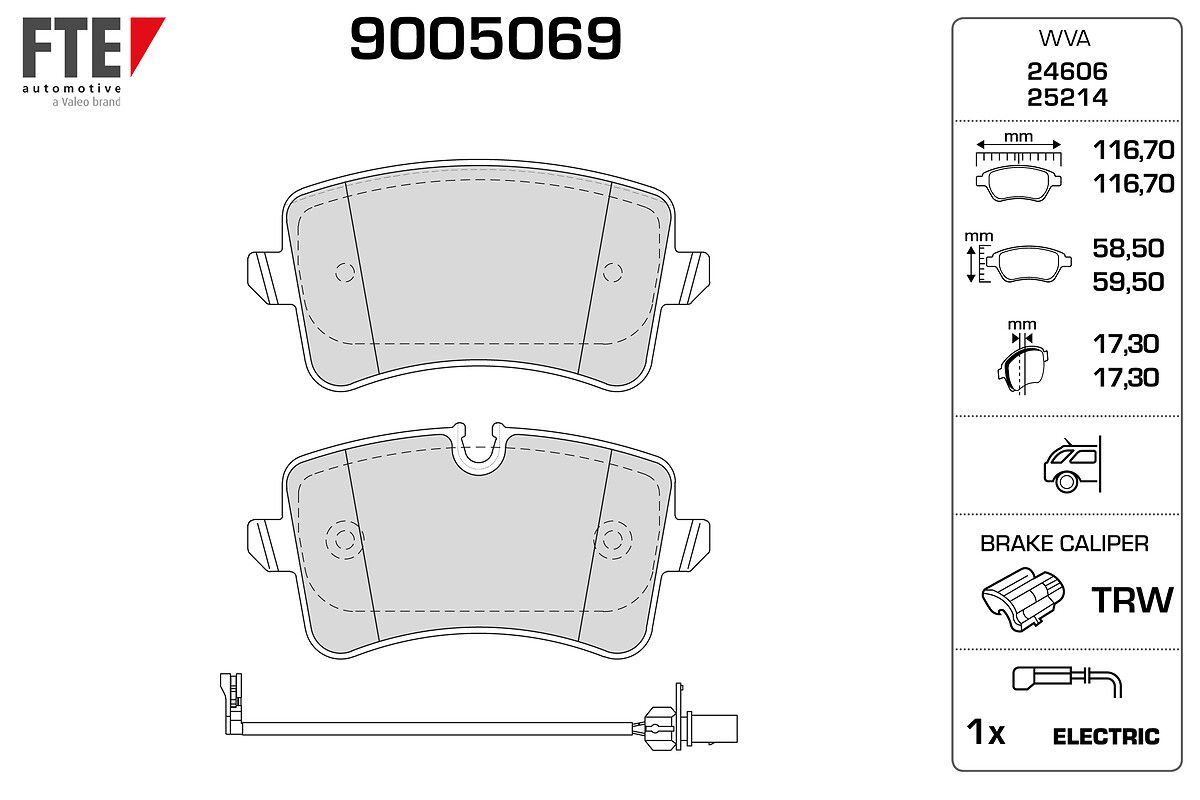 FTE
automotive
a Valeo brand
9005069
WVA
24606
25214
mm
116,70
116,70
mm
58,50
59,50
mm
17,30
17,30
BRAKE CALIPER
TRW
1x
ELECTRIC